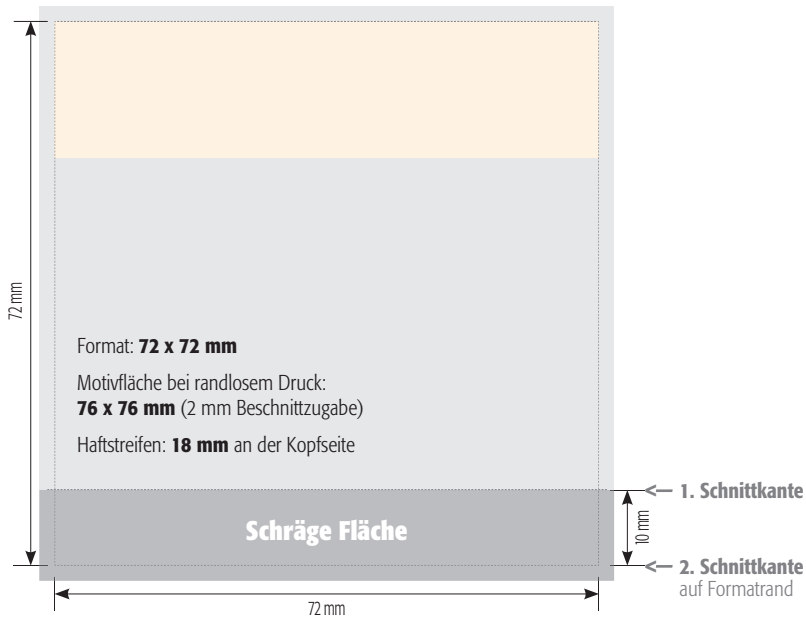 72 mm
Format: 72 x 72 mm
Motivfläche bei randlosem Druck:
76 x 76 mm (2 mm Beschnittzugabe)
Haftstreifen: 18 mm an der Kopfseite
1. Schnittkante
Schräge Fläche
10 mm
2. Schnittkante
auf Formatrand
72 mm